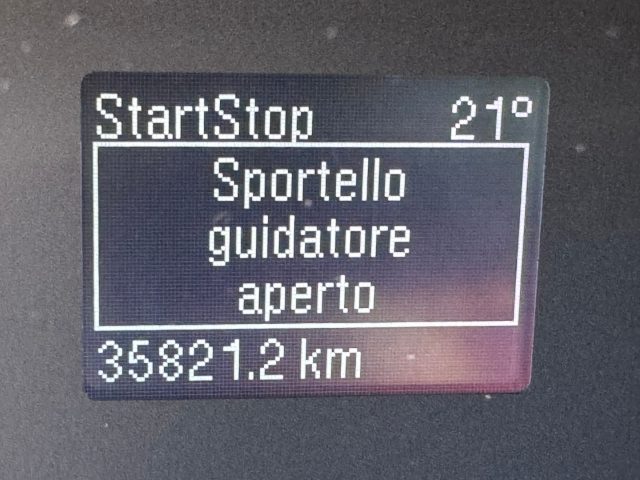 StartStop 21°
Sportello
guidatore
aperto
35821.2 km